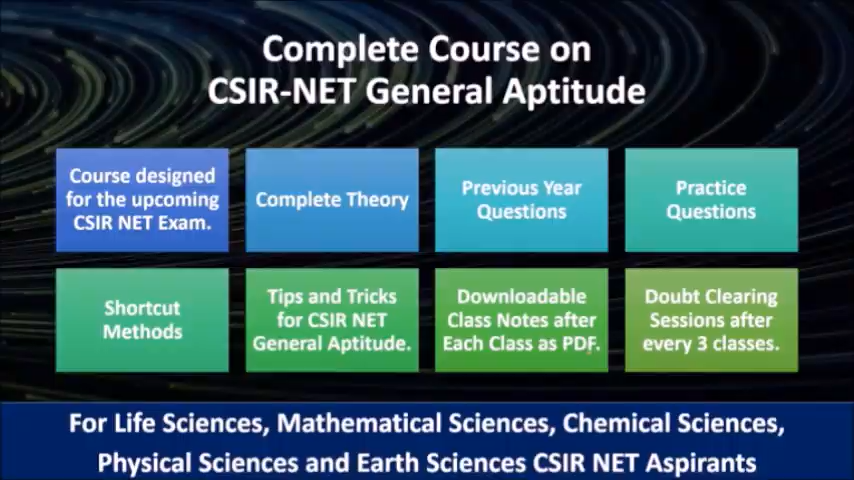 Complete Course on
CSIR-NET General Aptitude
Course designed
for the upcoming
CSIR NET Exam.
Complete Theory
Previous Year
Questions
Practice
Questions
Shortcut
Methods
Tips and Tricks
for CSIR NET
General Aptitude.
Downloadable
Class Notes after
Each Class as PDF.
Doubt Clearing
Sessions after
every 3 classes.
For Life Sciences, Mathematical Sciences, Chemical Sciences,
Physical Sciences and Earth Sciences CSIR NET Aspirants